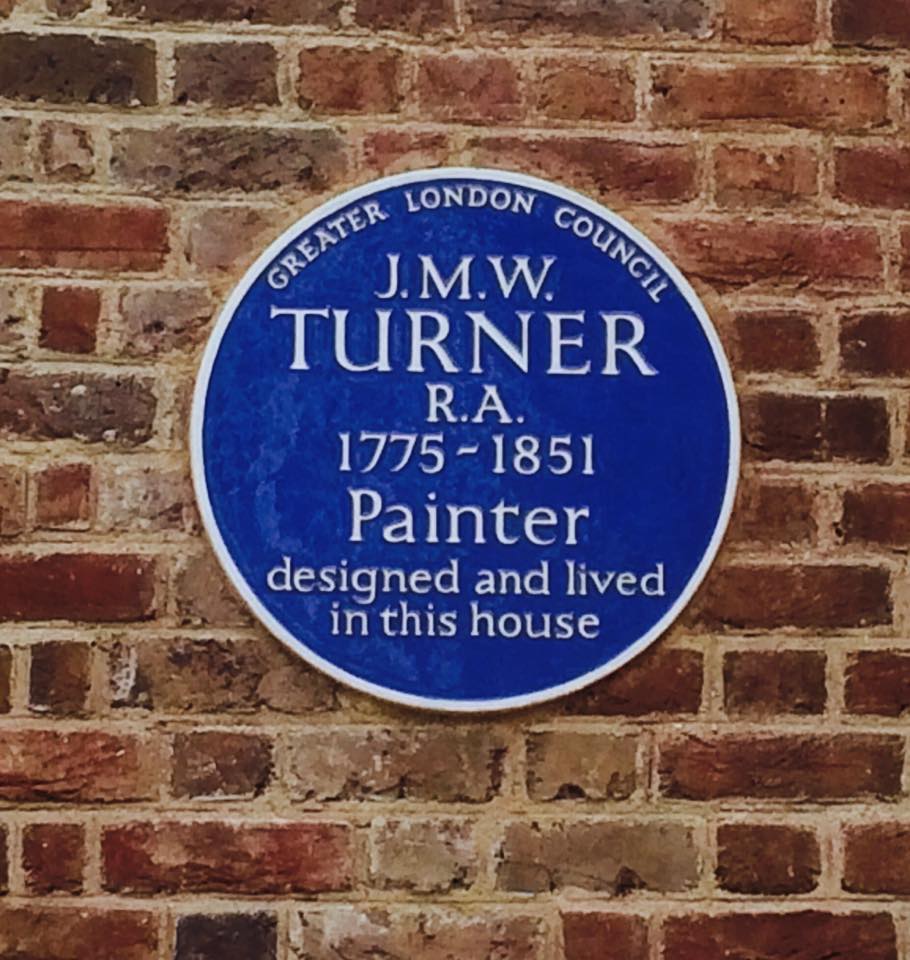 GREATER LONDON COUNCIL
J.M.W.
TURNER
R.A.
1775-1851
Painter
designed and lived
in this house